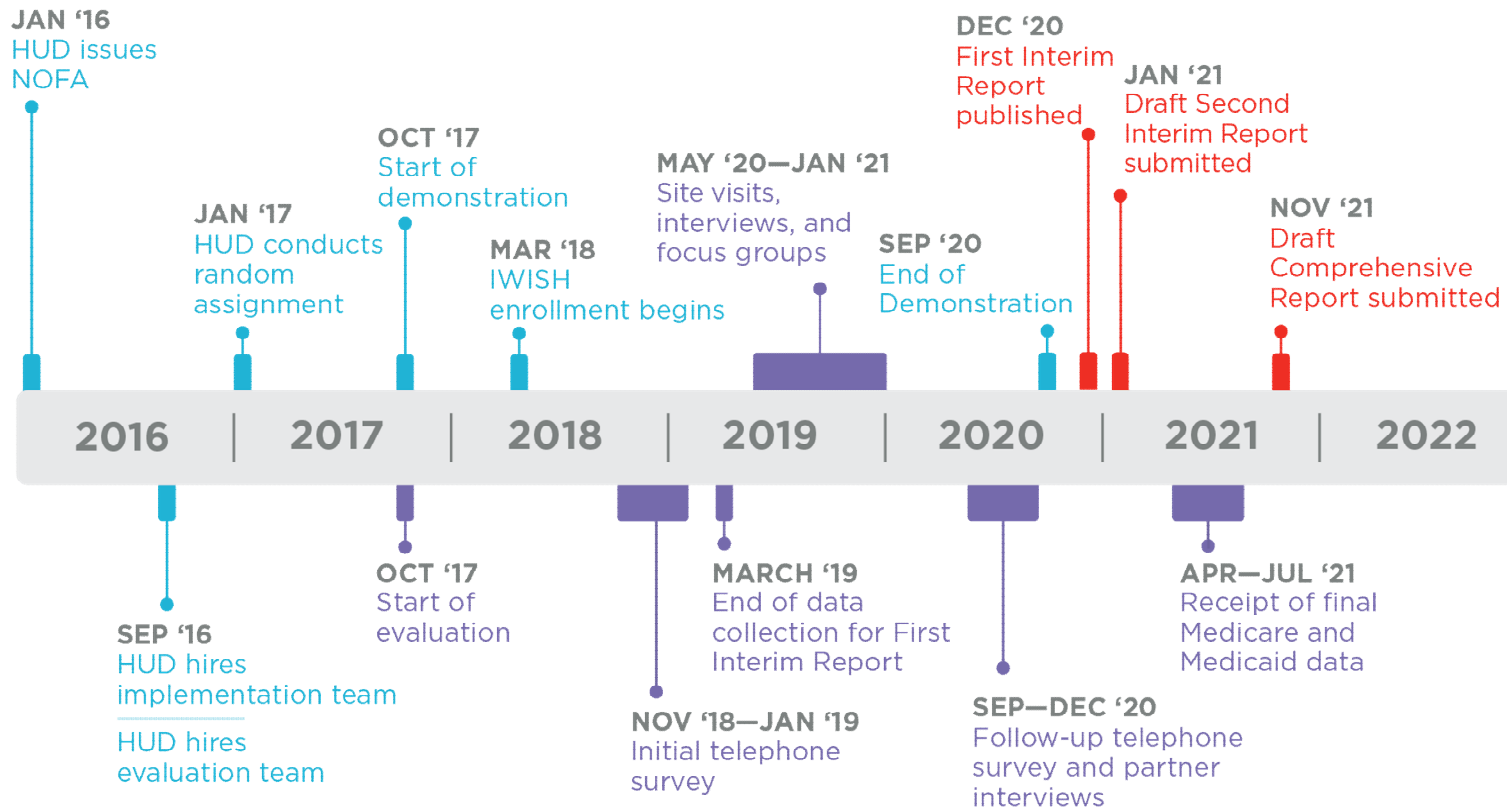 JAN ‘16
HUD issues
NOFA
OCT ‘17
Start of
demonstration
JAN ‘17
HUD conducts
random
assignment
MAR ‘18
IWISH
enrollment begins
MAY ‘20—JAN ‘21
Site visits,
interviews, and
focus groups
DEC ‘20
First Interim
Report
published
JAN ‘21
Draft Second
Interim Report
submitted
SEP ‘20
End of
Demonstration
NOV ‘21
Draft
Comprehensive
Report submitted
2016 | 2017 | 2018 | 2019 | 2020 | 2021 | 2022
SEP ‘16
HUD hires
implementation team
HUD hires
evaluation team
OCT ‘17
Start of
evaluation
NOV ‘18—JAN ‘19
Initial telephone
survey
MARCH ‘19
End of data
collection for First
Interim Report
SEP—DEC ‘20
Follow-up telephone
survey and partner
interviews
APR—JUL ‘21
Receipt of final
Medicare and
Medicaid data